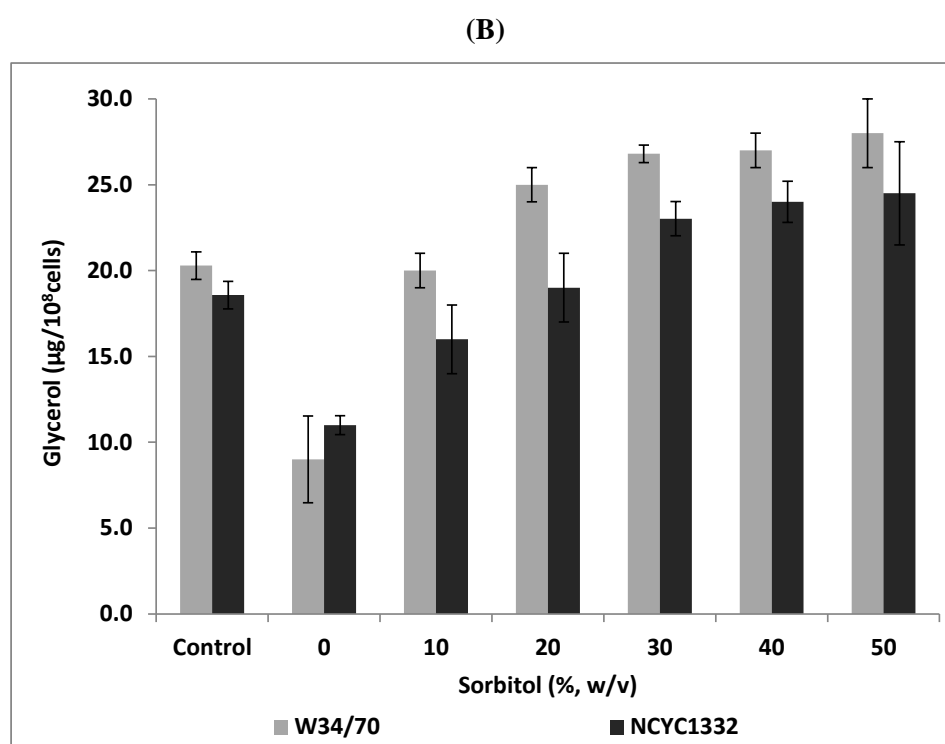 (B)
Glycerol (µg/10⁸cells)
30.0
25.0
20.0
15.0
10.0
5.0
0.0
Control 0 10 20 30 40 50
Sorbitol (%, w/v)
W34/70 NCYC1332